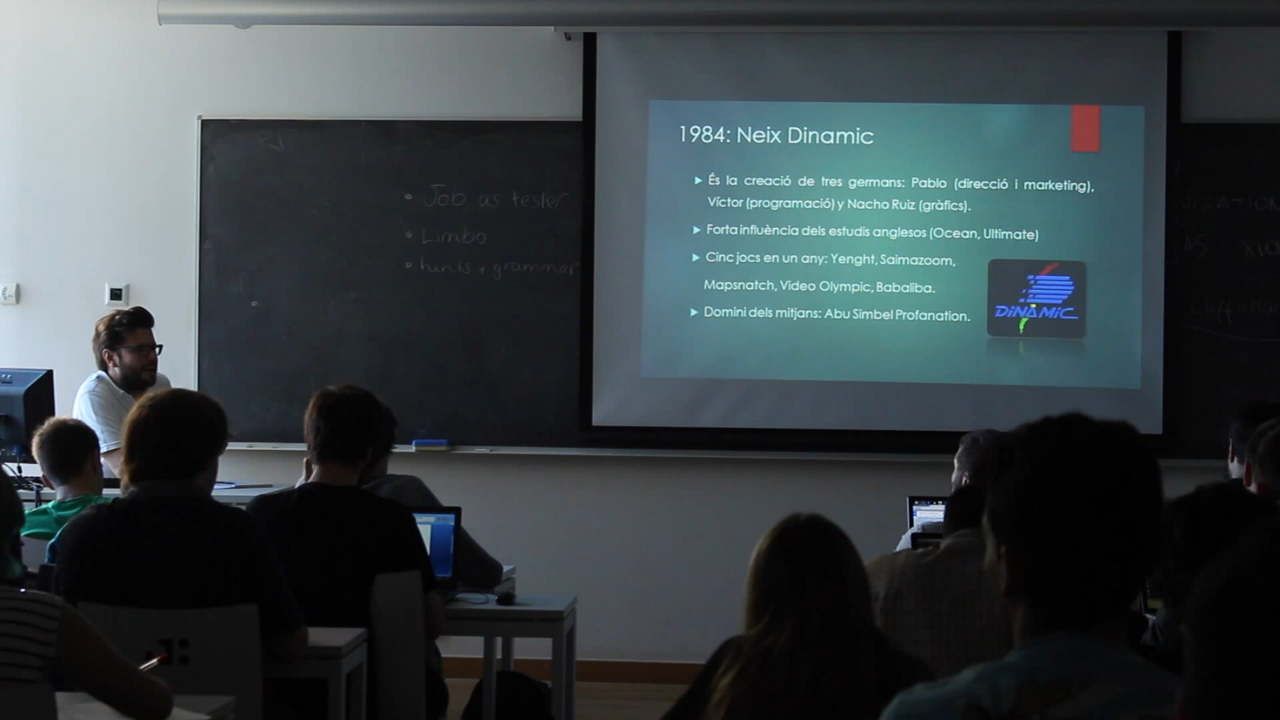 Job as tester
Limbo
1984: Neix Dinamic
És la creació de tres germans: Pablo (direcció i marketing),
Víctor (programació) y Nacho Ruiz (gràfics).
Forta influència dels estudis anglesos (Ocean, Ultimate)
Cinc jocs en un any: Yenght, Saimazoom,
Mapsnatch, Video Olympic, Babaliba.
Domini dels mitjans: Abu Simbel Profanation.
DINAMIC